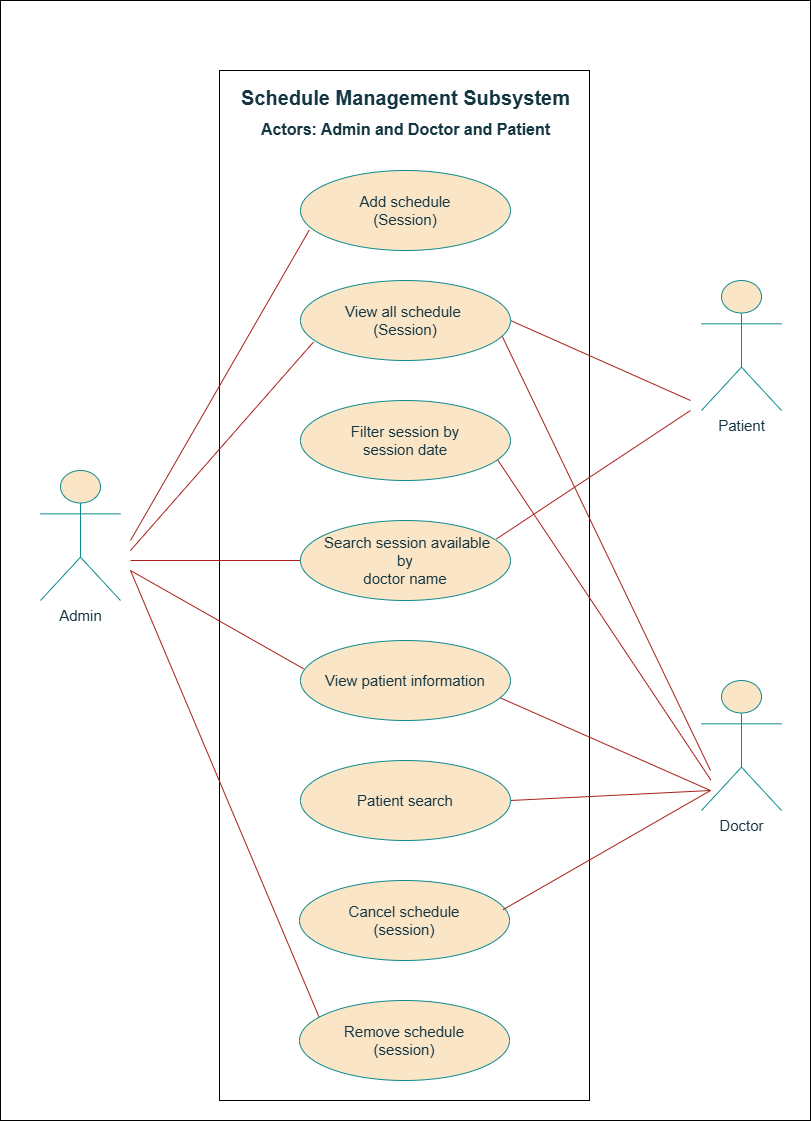 Schedule Management Subsystem
Actors: Admin and Doctor and Patient
Add schedule
(Session)
View all schedule
(Session)
Filter session by
session date
Search session available
by
doctor name
View patient information
Patient search
Cancel schedule
(session)
Remove schedule
(session)
Admin
Patient
Doctor